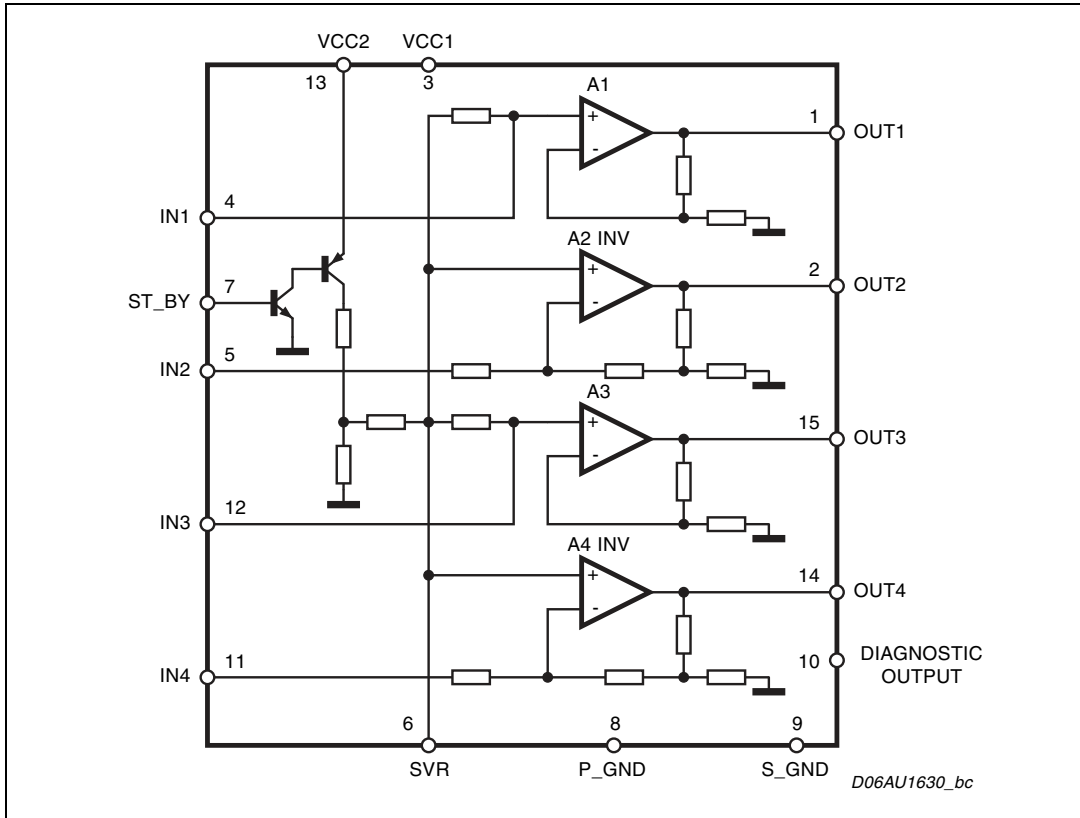 VCC2 VCC1
13 3
A1
+
-
1 OUT1
IN1 4
A2 INV
+
-
2 OUT2
ST_BY 7
IN2 5
A3
+
-
15 OUT3
IN3 12
A4 INV
+
-
14 OUT4
IN4 11
10 DIAGNOSTIC
OUTPUT
6 8 9
SVR P_GND S_GND
D06AU1630_bc